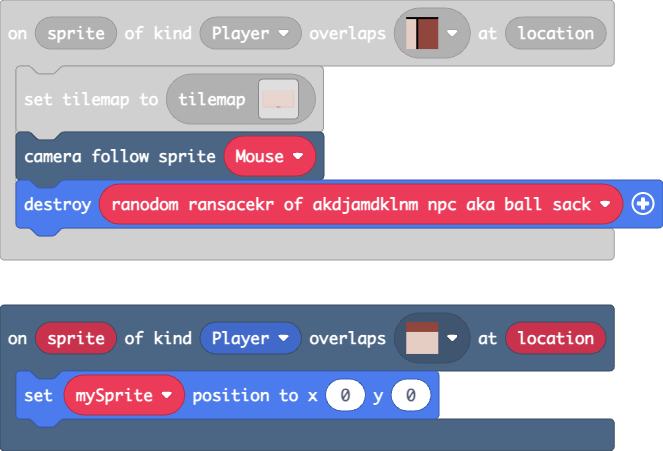 on sprite of kind Player overlaps at location
set tilemap to tilemap
camera follow sprite Mouse
destroy ranodom ransacekr of akdjamdklnm npc aka ball sack
on sprite of kind Player overlaps at location
set mySprite position to x 0 y 0